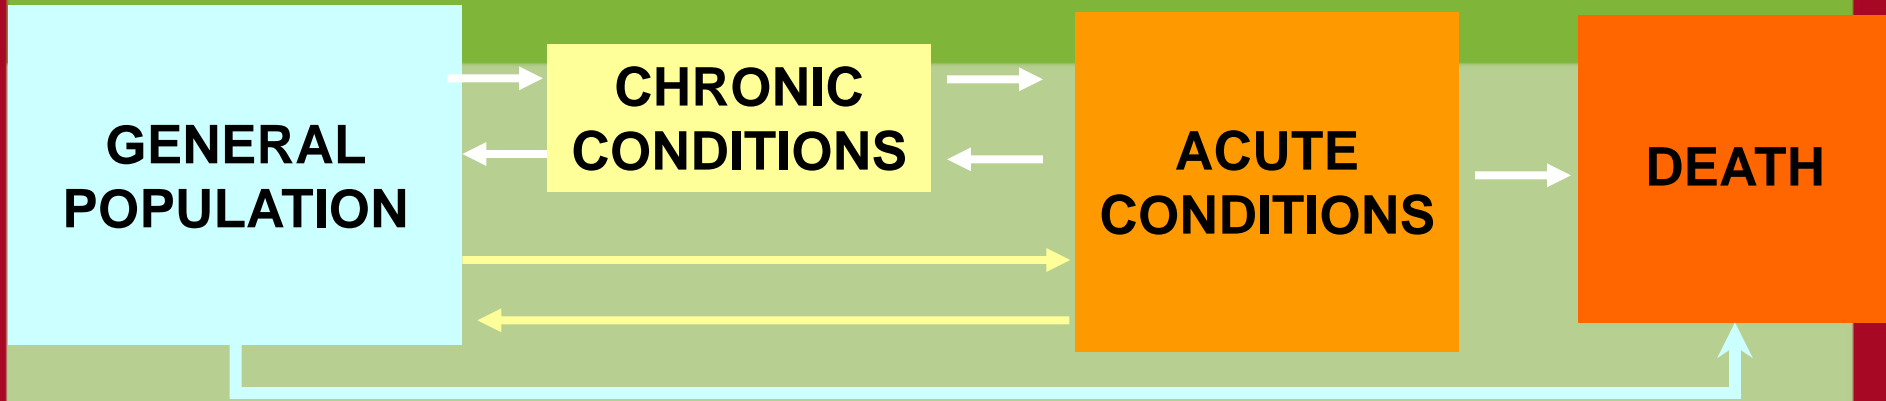 GENERAL
POPULATION
CHRONIC
CONDITIONS
ACUTE
CONDITIONS
DEATH